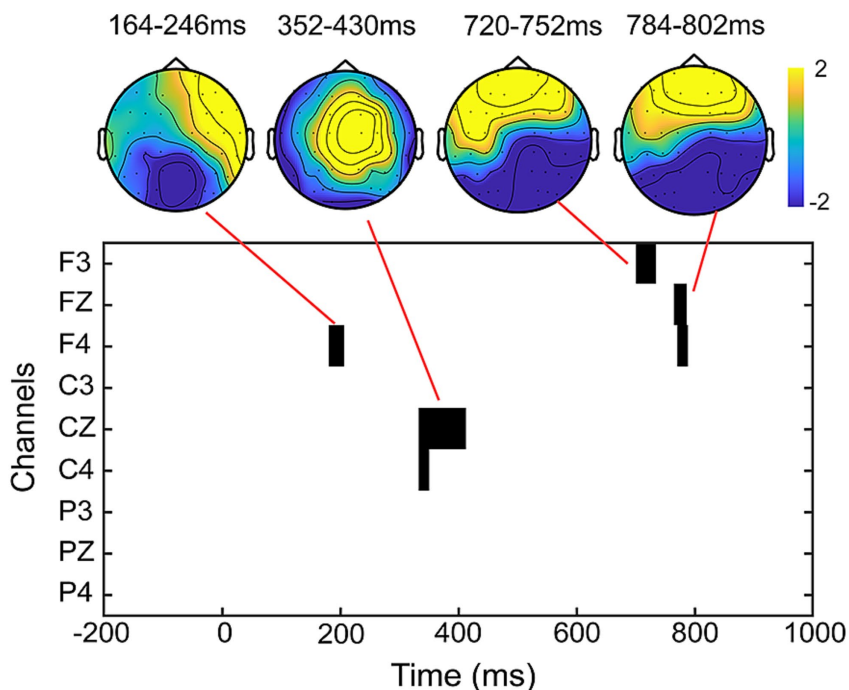 164-246ms 352-430ms 720-752ms 784-802ms
2
-2
F3
FZ
F4
C3
CZ
C4
P3
PZ
P4
Channels
-200 0 200 400 600 800 1000
Time (ms)